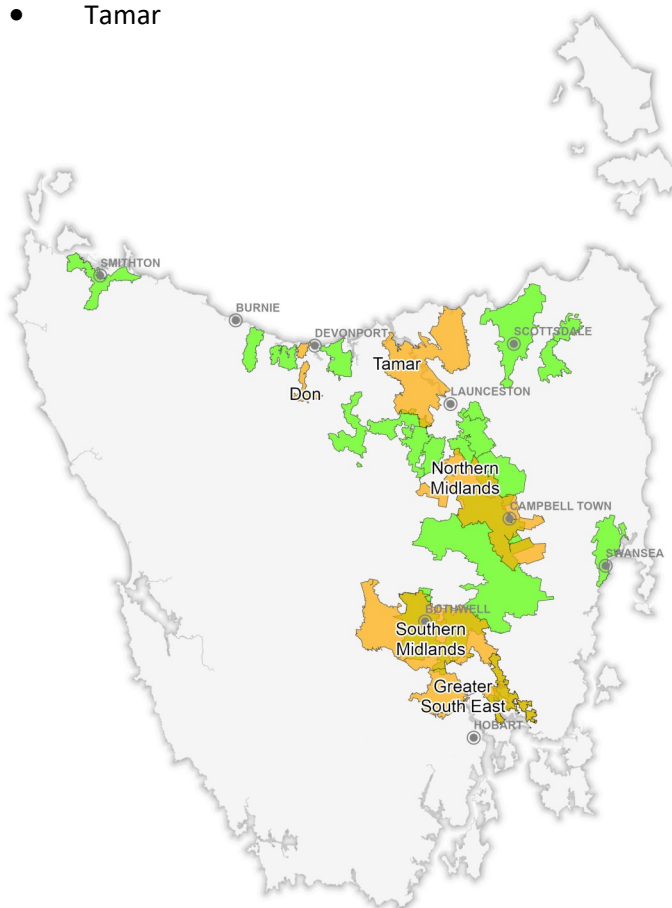 • Tamar
SMITHTON
BURNIE
DEVONPORT
SCOTTSDALE
Tamar
Don
LAUNCESTON
Northern
Midlands
CAMPBELL TOWN
SWANSEA
BOTHWELL
Southern
Midlands
Greater
South East
HOBART